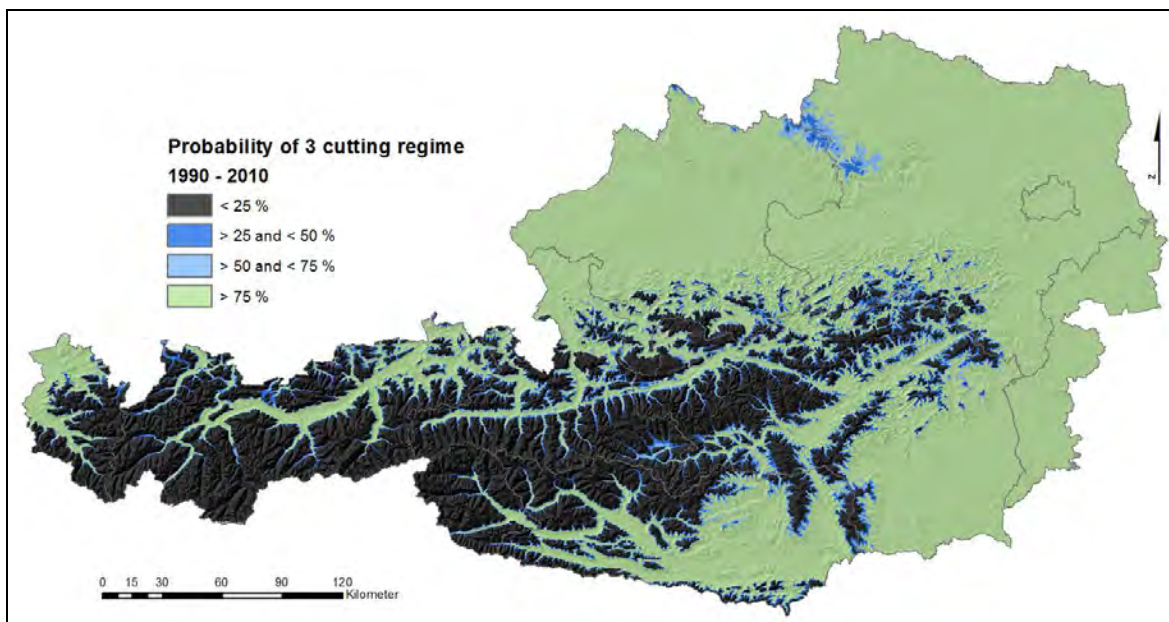 Probability of 3 cutting regime
1990 - 2010
< 25 %
> 25 and < 50 %
> 50 and < 75 %
> 75 %
N
0 15 30 60 90 120
Kilometer